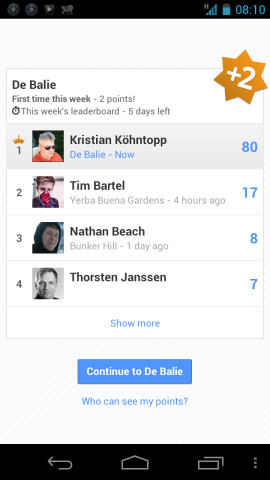 H 08:10
+2
De Balie
First time this week - 2 points!
This week's leaderboard - 5 days left
1 Kristian Köhntopp 80
De Balie - Now
2 Tim Bartel 17
Yerba Buena Gardens - 4 hours ago
3 Nathan Beach 8
Bunker Hill - 1 day ago
4 Thorsten Janssen 7
Show more
Continue to De Balie
Who can see my points?